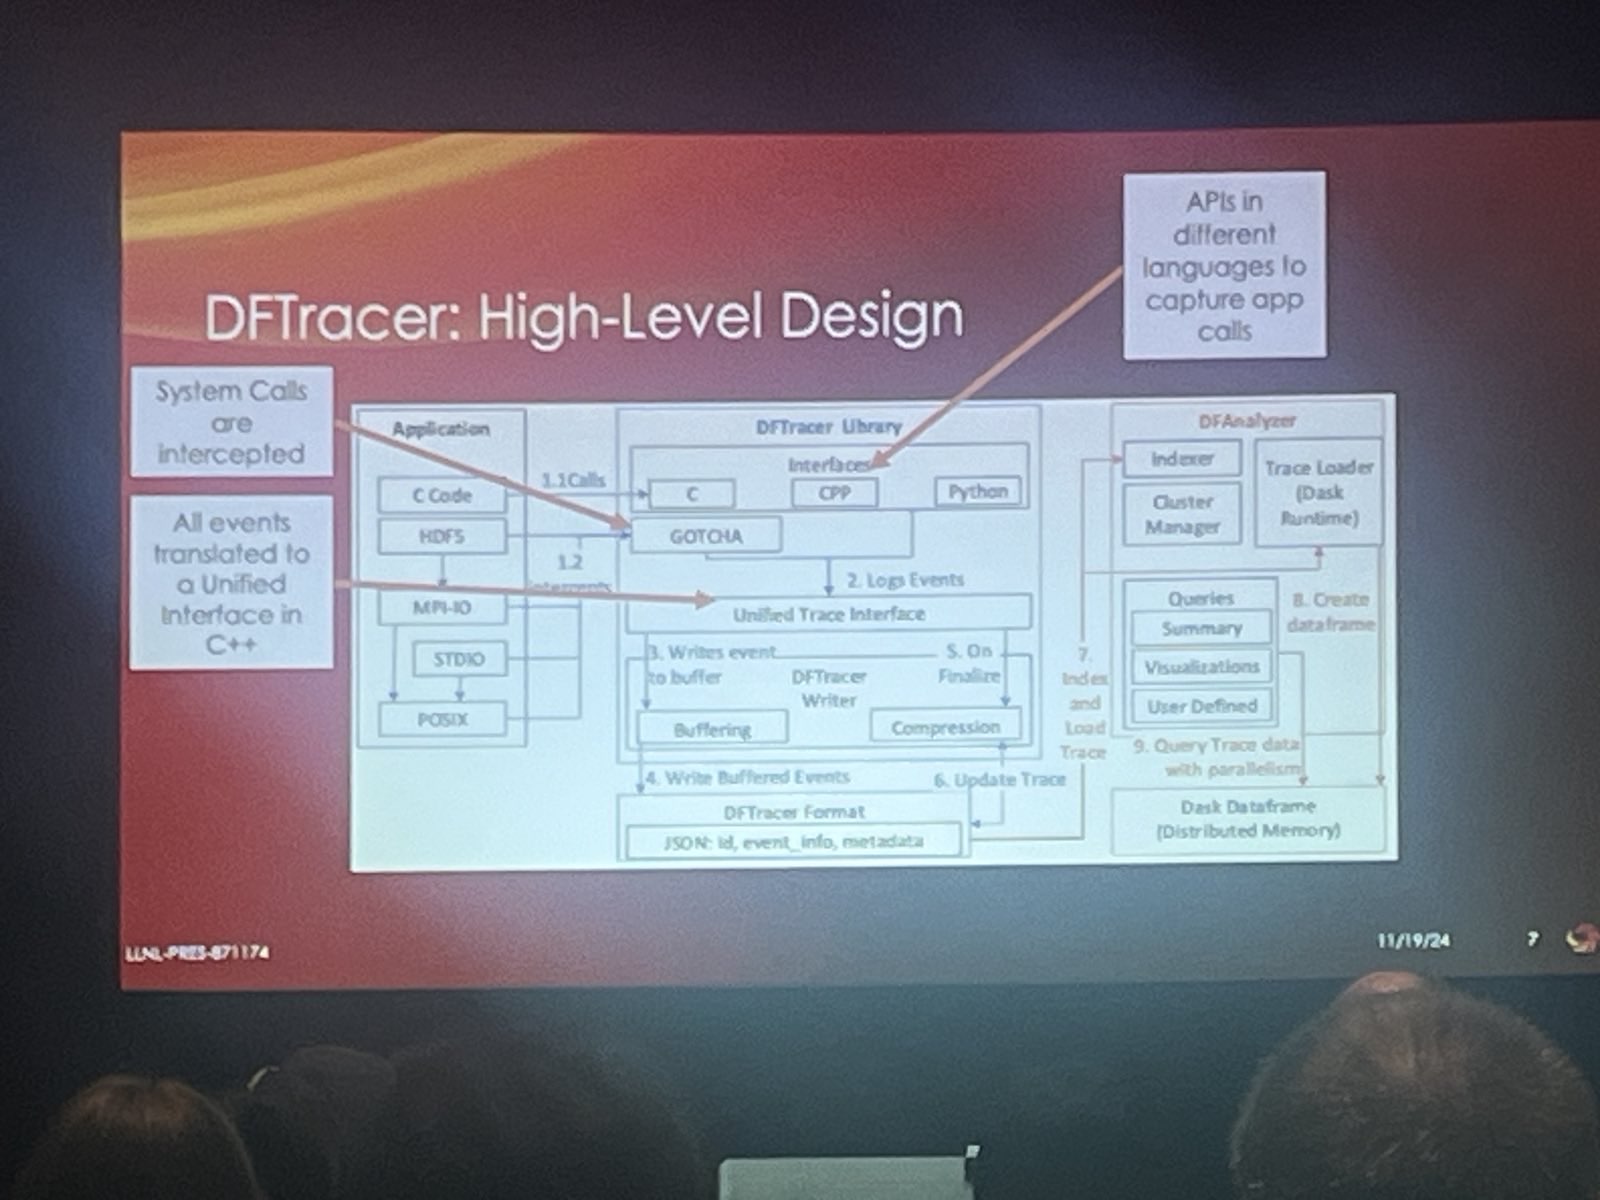 APIs in
different
languages to
capture app
calls
DFTracer: High-Level Design
System Calls
are
intercepted
All events
translated to
a Unified
Interface in
C++
Application
C Code
HDF5
MPI-IO
STDIO
POSIX
1.1Calls
1.2
DFTracer Library
Interfaces
C
CPP
Python
GOTCHA
2. Logs Events
Unified Trace Interface
3. Writes event
to buffer
DFTracer
Writer
5. On
Finalize
Buffering
Compression
4. Write Buffered Events
6. Update Trace
DFTracer Format
JSON: id, event_info, metadata
7.
Index
and
Load
Trace
DFAnalyzer
Indexer
Cluster
Manager
Trace Loader
(Dask
Runtime)
Queries
Summary
Visualizations
User Defined
8. Create
dataframe
9. Query Trace data
with parallelism
Dask Dataframe
(Distributed Memory)
LLNL-PRES-871174
11/19/24
7